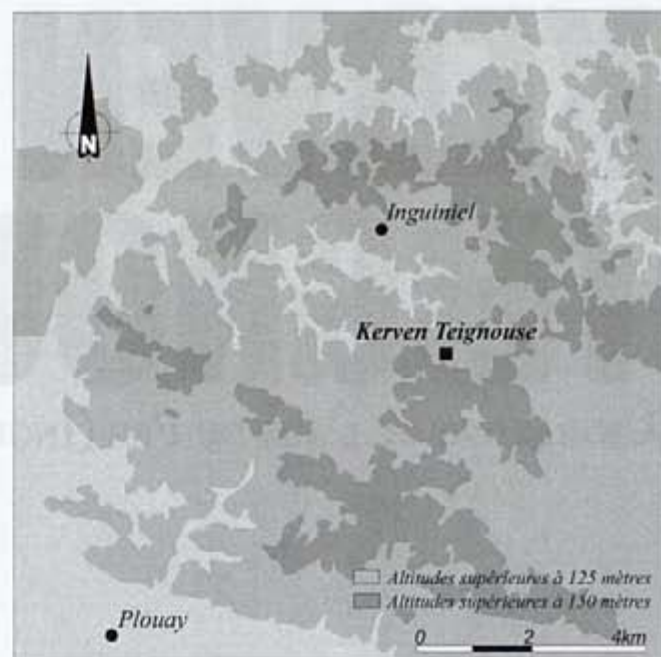 N
Inguiniel
Kerven Teignouse
Altitudes supérieures à 125 mètres
Altitudes supérieures à 150 mètres
Plouay
0 2 4km